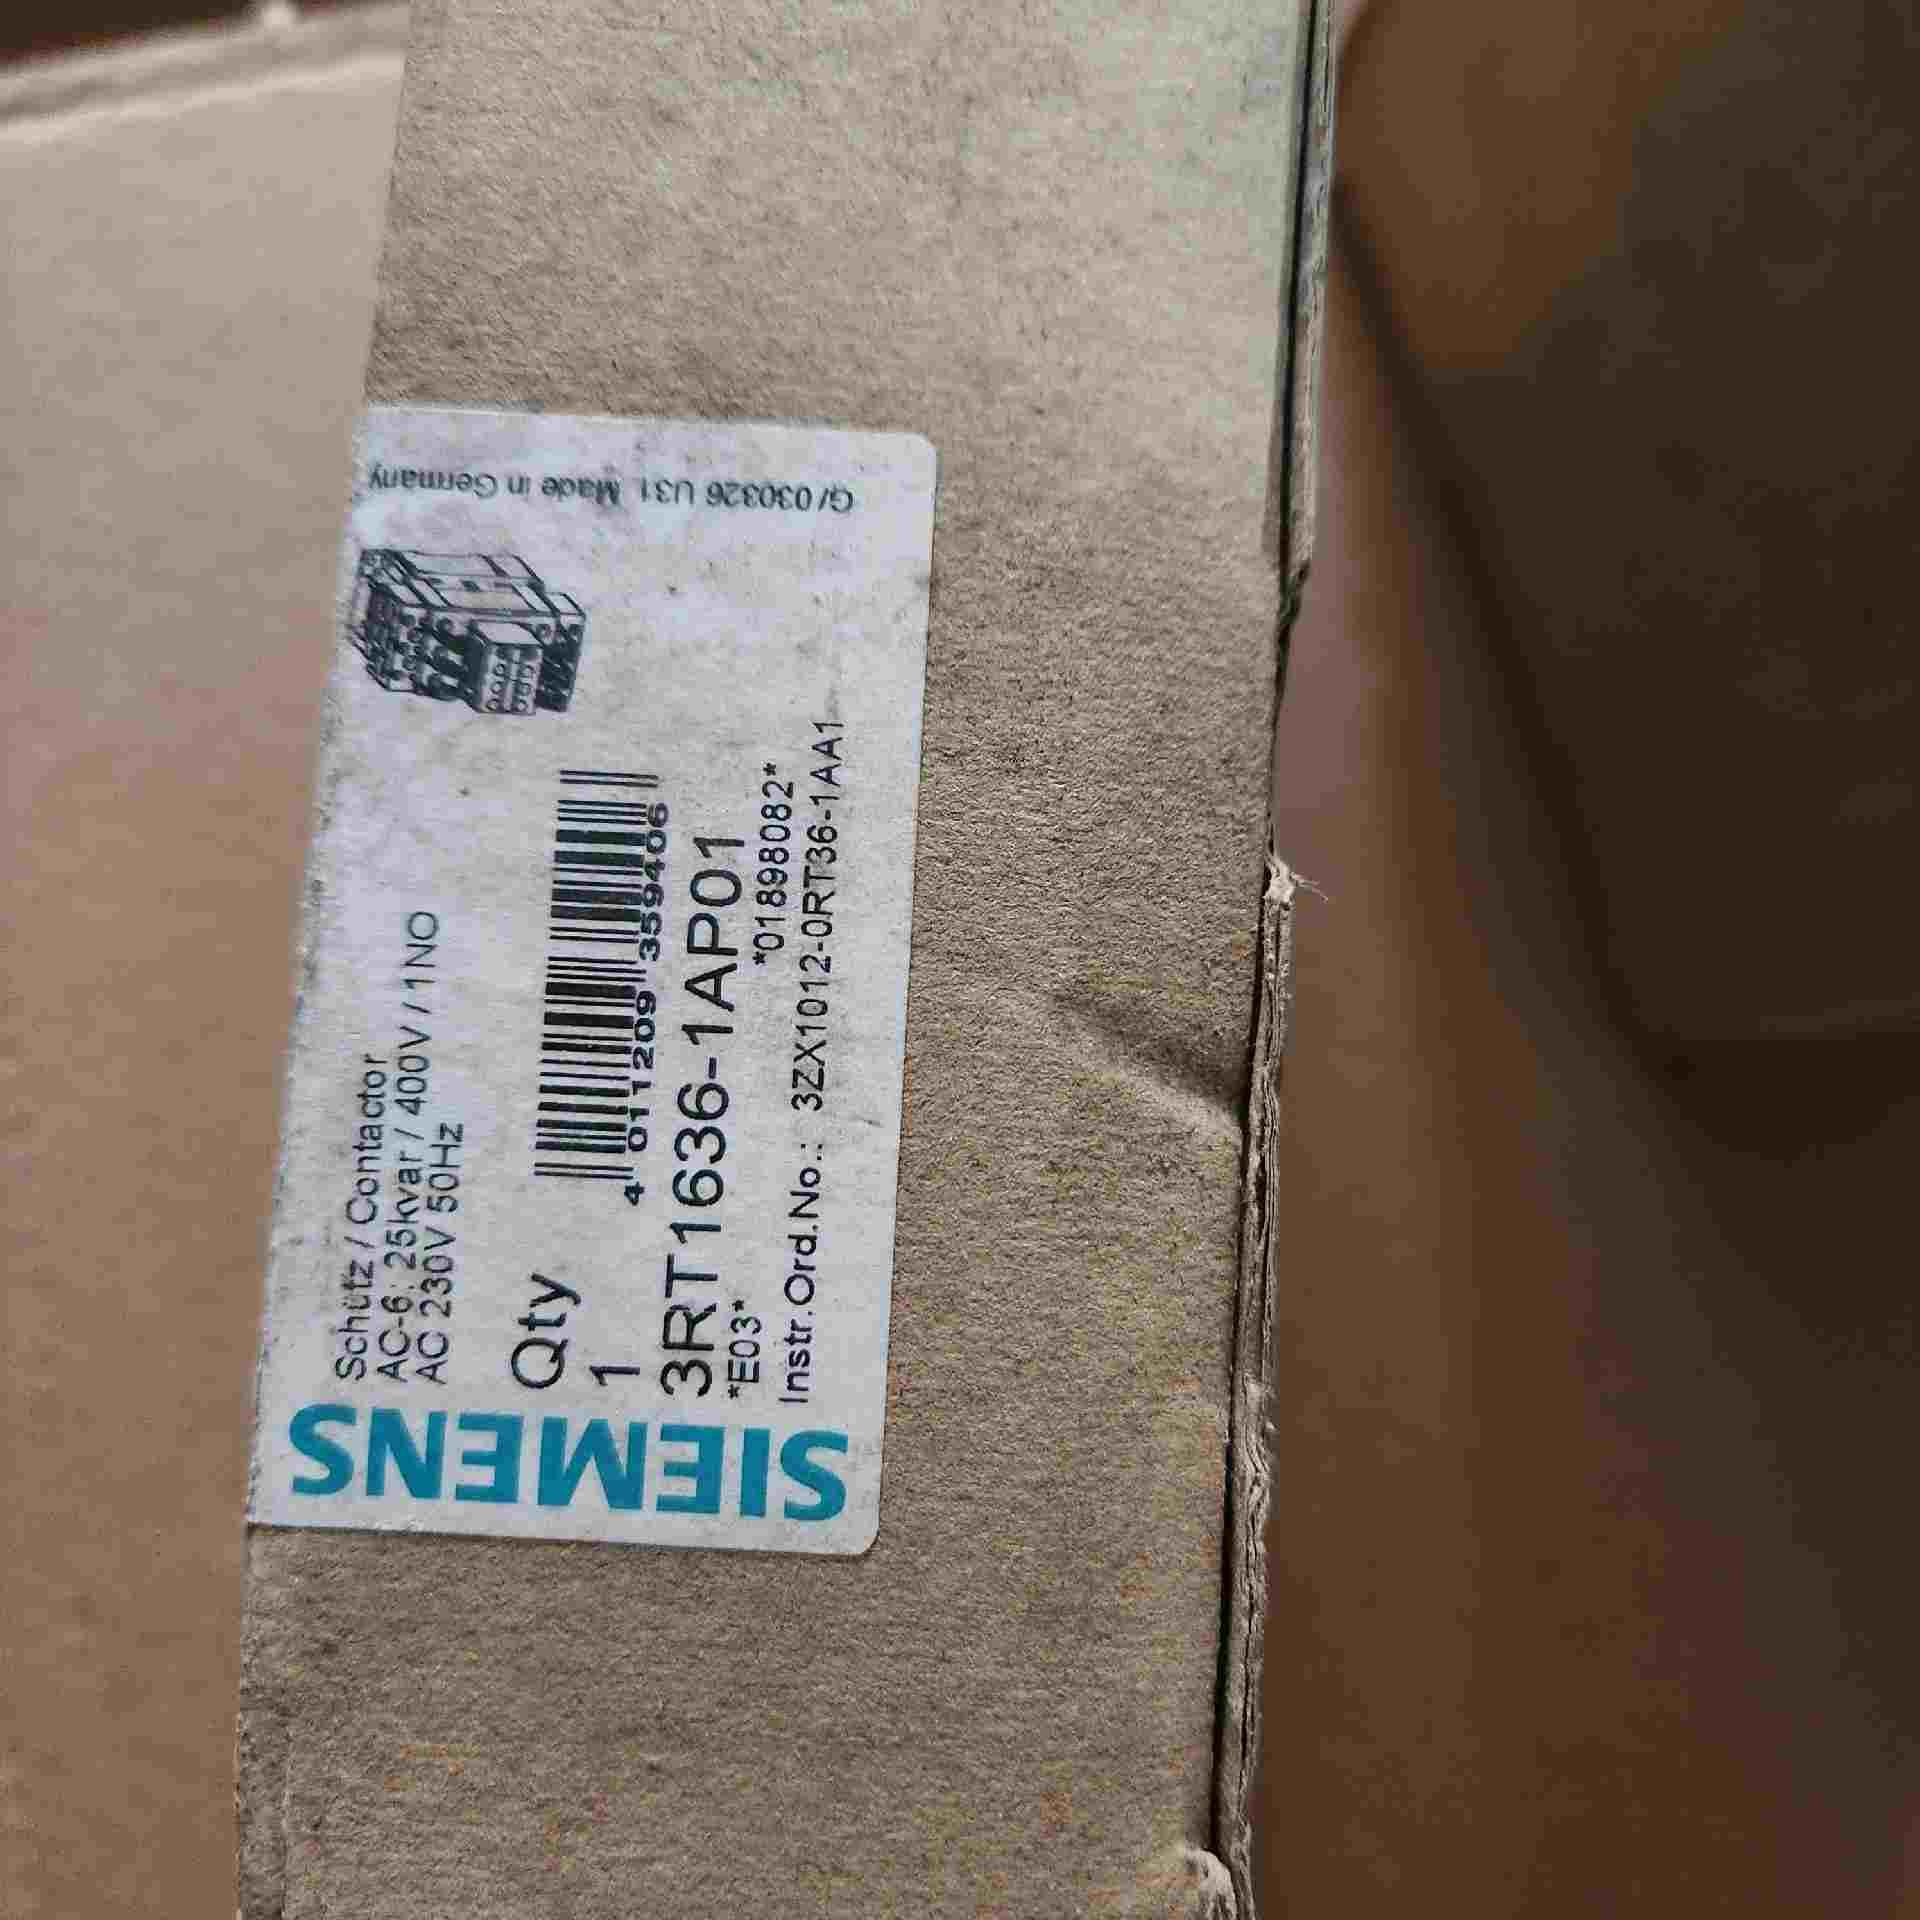 SIEMENS
Schütz / Contactor
AC-6: 25kvar / 400V / 1NO
AC 230V 50Hz
Qty
1
4 011209 359406
3RT1636-1AP01
*E03*
*01898082*
Instr.Ord.No.: 3ZX1012-0RT36-1AA1
G/030326 U31 Made in Germany